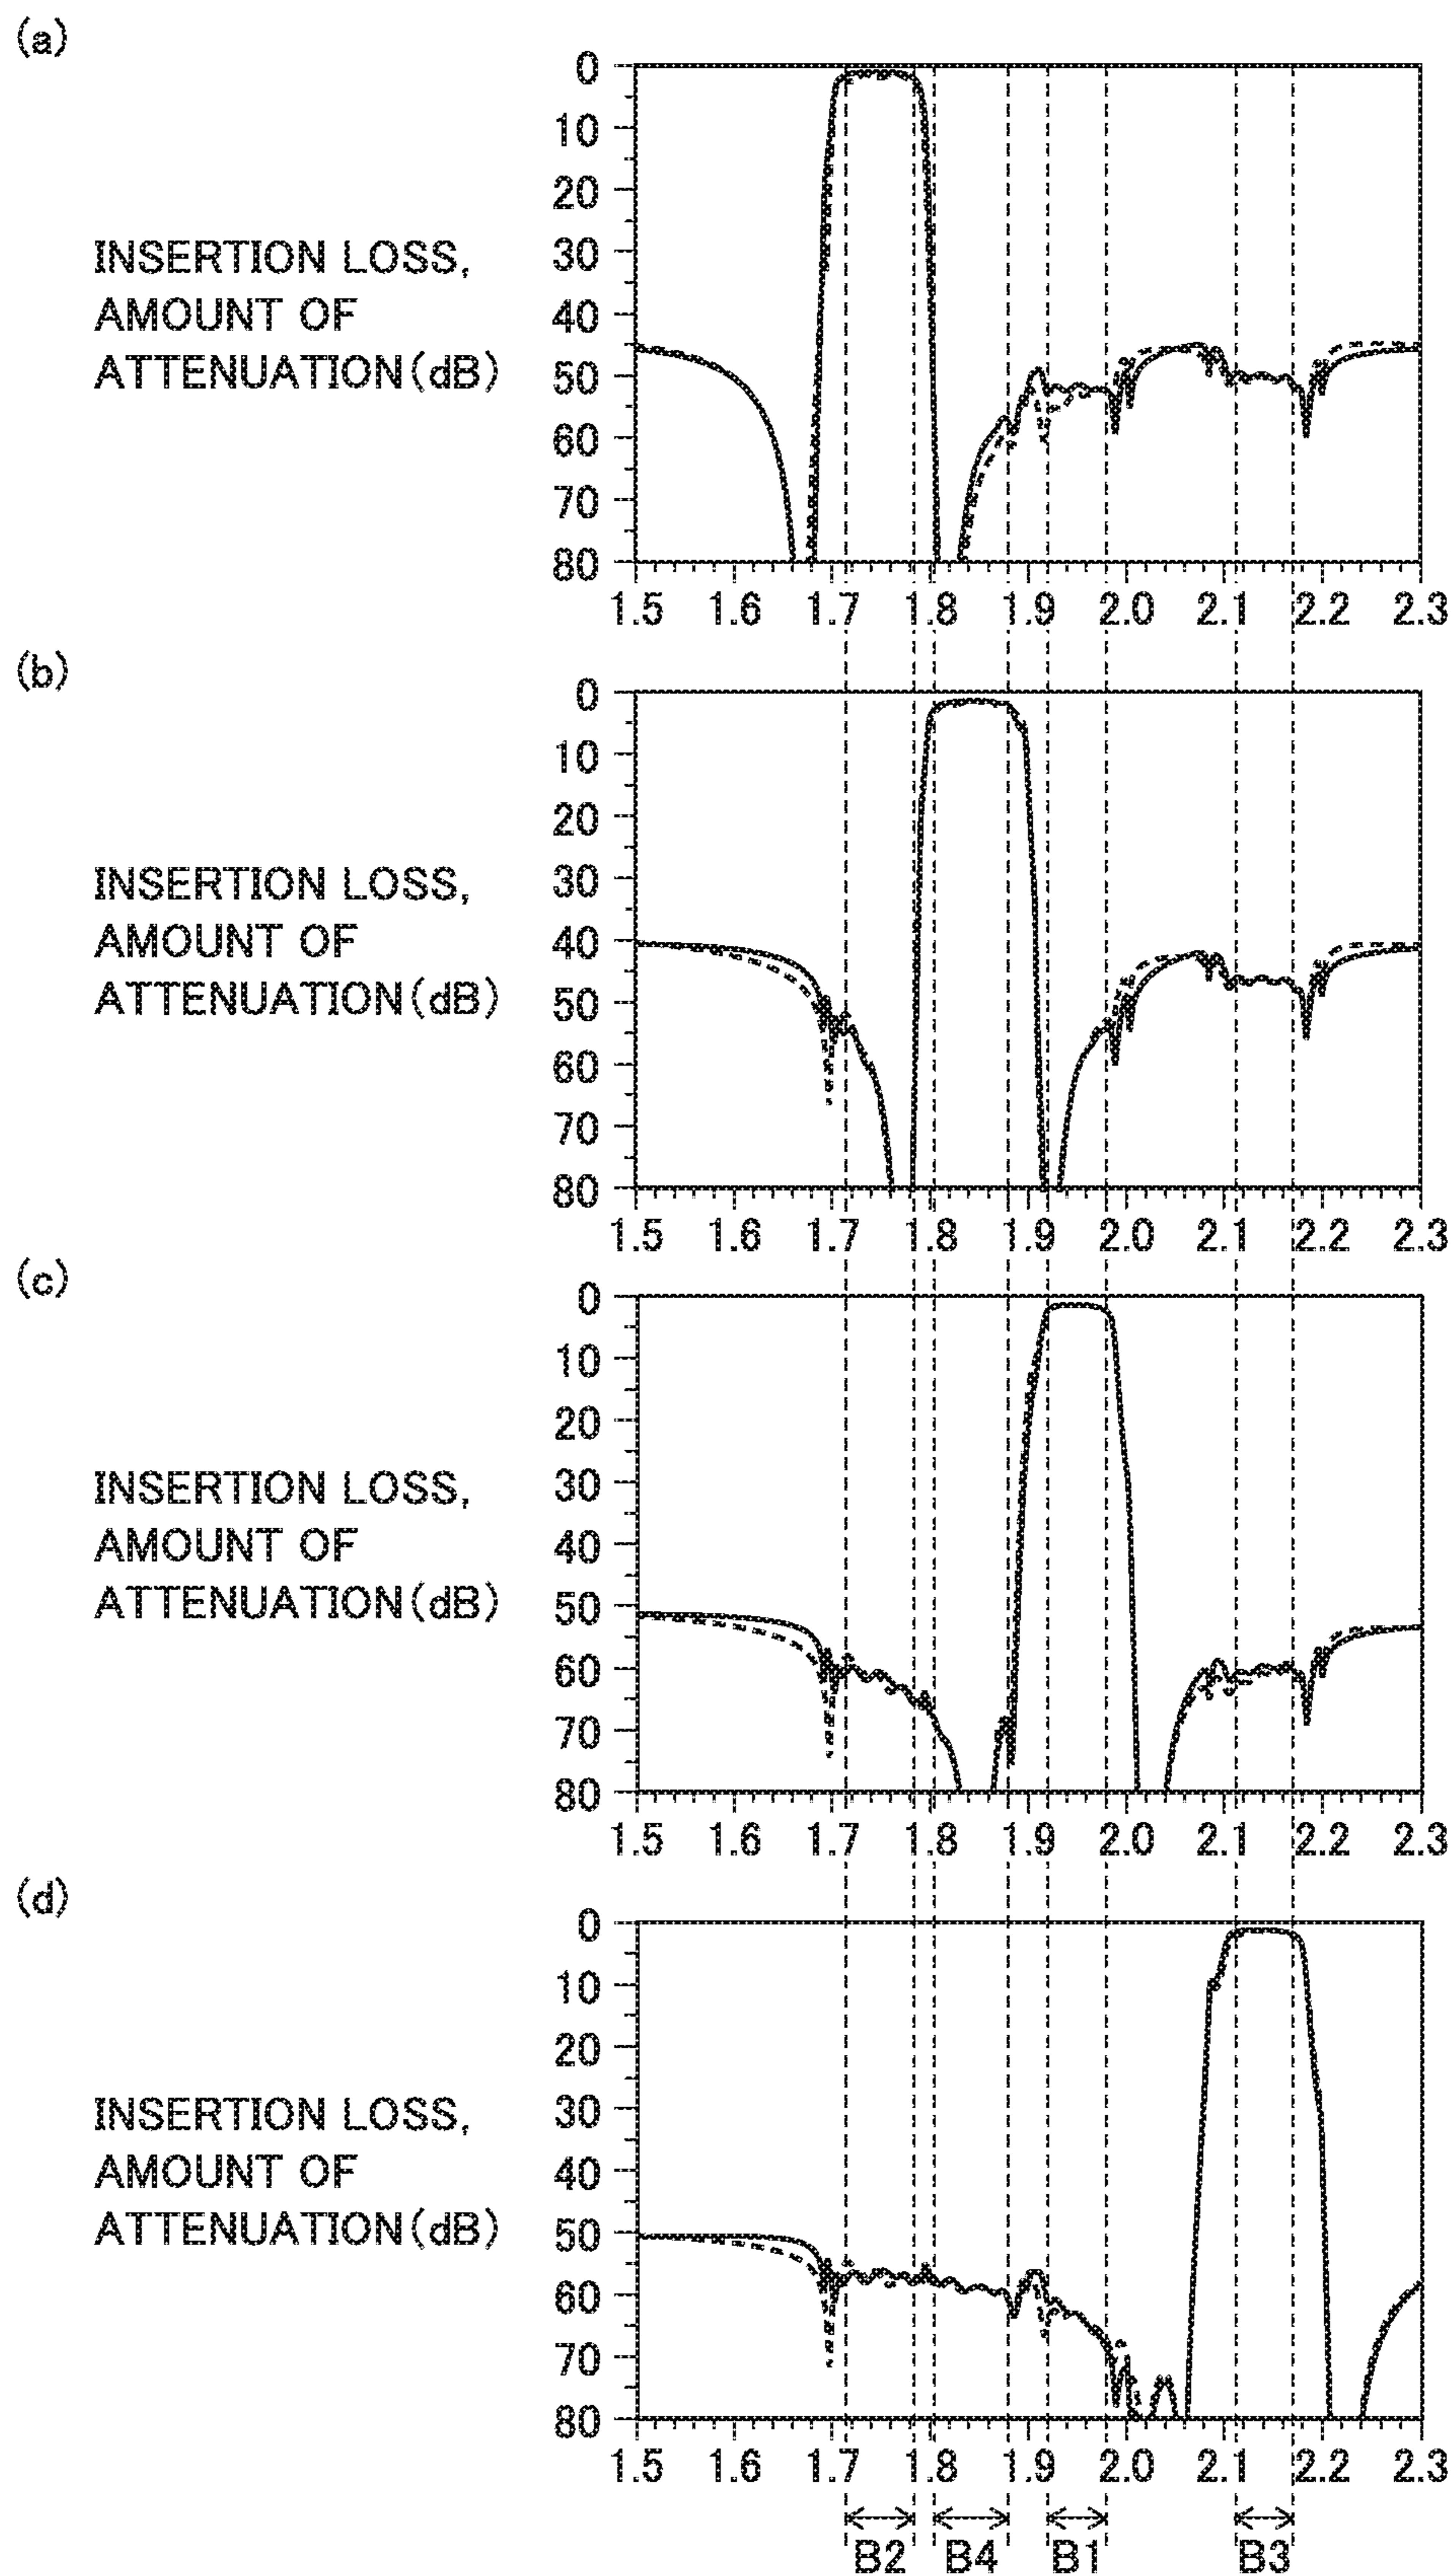 (a)
0
10
20
30
40
50
60
70
80
INSERTION LOSS,
AMOUNT OF
ATTENUATION(dB)
1.5 1.6 1.7 1.8 1.9 2.0 2.1 2.2 2.3
(b)
0
10
20
30
40
50
60
70
80
INSERTION LOSS,
AMOUNT OF
ATTENUATION(dB)
1.5 1.6 1.7 1.8 1.9 2.0 2.1 2.2 2.3
(c)
0
10
20
30
40
50
60
70
80
INSERTION LOSS,
AMOUNT OF
ATTENUATION(dB)
1.5 1.6 1.7 1.8 1.9 2.0 2.1 2.2 2.3
(d)
0
10
20
30
40
50
60
70
80
INSERTION LOSS,
AMOUNT OF
ATTENUATION(dB)
1.5 1.6 1.7 1.8 1.9 2.0 2.1 2.2 2.3
B2 B4 B1 B3